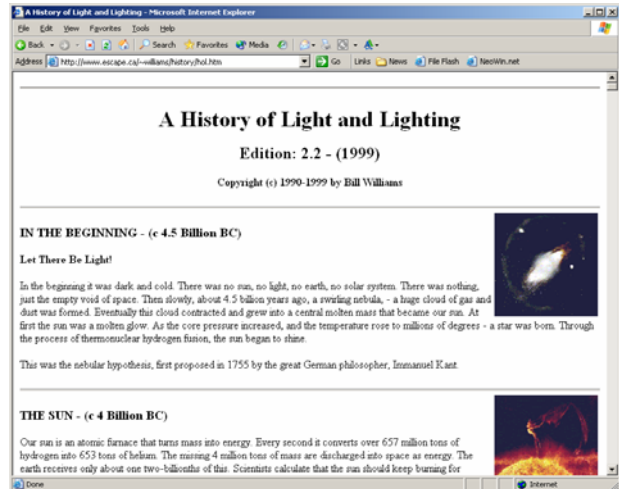 A History of Light and Lighting - Microsoft Internet Explorer
File Edit View Favorites Tools Help
Back Search Favorites Media
Address http://www.escape.ca/~williams/history/hol.htm Go Links News File Flash NeoWin.net
A History of Light and Lighting
Edition: 2.2 - (1999)
Copyright (c) 1990-1999 by Bill Williams
IN THE BEGINNING - (c 4.5 Billion BC)
Let There Be Light!
In the beginning it was dark and cold. There was no sun, no light, no earth, no solar system. There was nothing,
just the empty void of space. Then slowly, about 4.5 billion years ago, a swirling nebula, - a huge cloud of gas and
dust was formed. Eventually this cloud contracted and grew into a central molten mass that became our sun. At
first the sun was a molten glow. As the core pressure increased, and the temperature rose to millions of degrees - a star was born. Through
the process of thermonuclear hydrogen fusion, the sun began to shine.
This was the nebular hypothesis, first proposed in 1755 by the great German philosopher, Immanuel Kant.
THE SUN - (c 4 Billion BC)
Our sun is an atomic furnace that turns mass into energy. Every second it converts over 657 million tons of
hydrogen into 653 tons of helium. The missing 4 million tons of mass are discharged into space as energy. The
earth receives only about one two-billionths of this. Scientists calculate that the sun should keep burning for
Done Internet